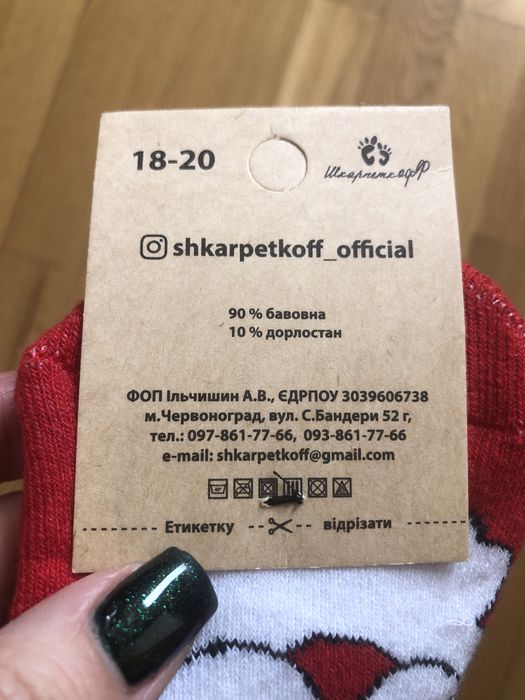 18-20
ШкарпеткоФФ
shkarpetkoff_official
90 % бавовна
10 % дорлостан
ФОП Ільчишин А.В., ЄДРПОУ 3039606738
м.Червоноград, вул. С.Бандери 52 г,
тел.: 097-861-77-66, 093-861-77-66
e-mail: shkarpetkoff@gmail.com
Етикетку відрізати